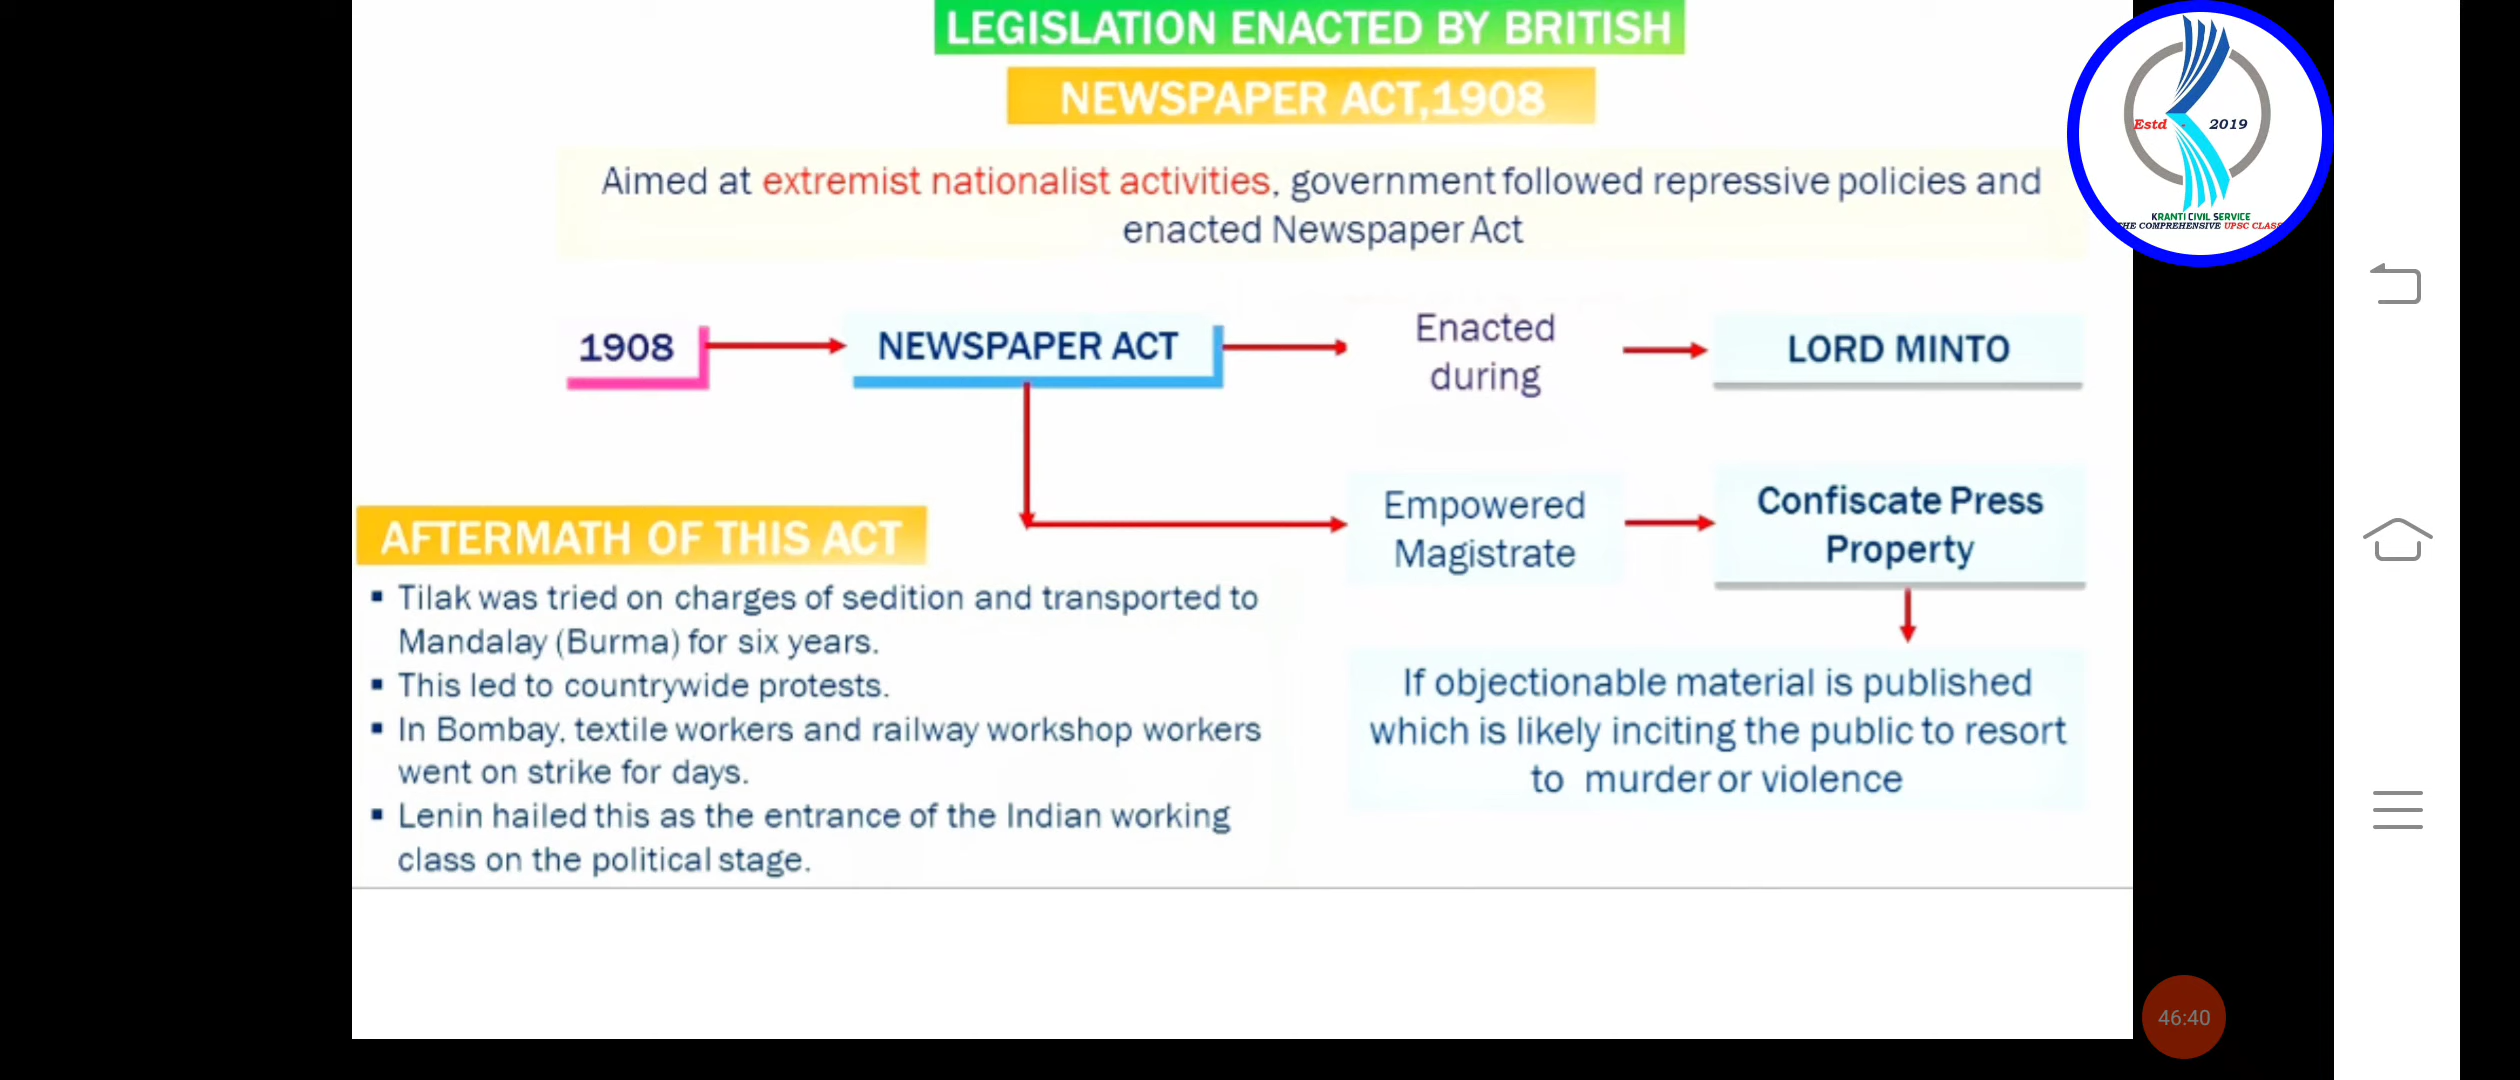 LEGISLATION ENACTED BY BRITISH
NEWSPAPER ACT,1908
Aimed at extremist nationalist activities, government followed repressive policies and
enacted Newspaper Act
1908
NEWSPAPER ACT
Enacted
during
LORD MINTO
Empowered
Magistrate
Confiscate Press
Property
If objectionable material is published
which is likely inciting the public to resort
to murder or violence
AFTERMATH OF THIS ACT
▪ Tilak was tried on charges of sedition and transported to
Mandalay (Burma) for six years.
▪ This led to countrywide protests.
▪ In Bombay, textile workers and railway workshop workers
went on strike for days.
▪ Lenin hailed this as the entrance of the Indian working
class on the political stage.
Estd - 2019
KRANTI CIVIL SERVICE
THE COMPREHENSIVE UPSC CLASS
46:40